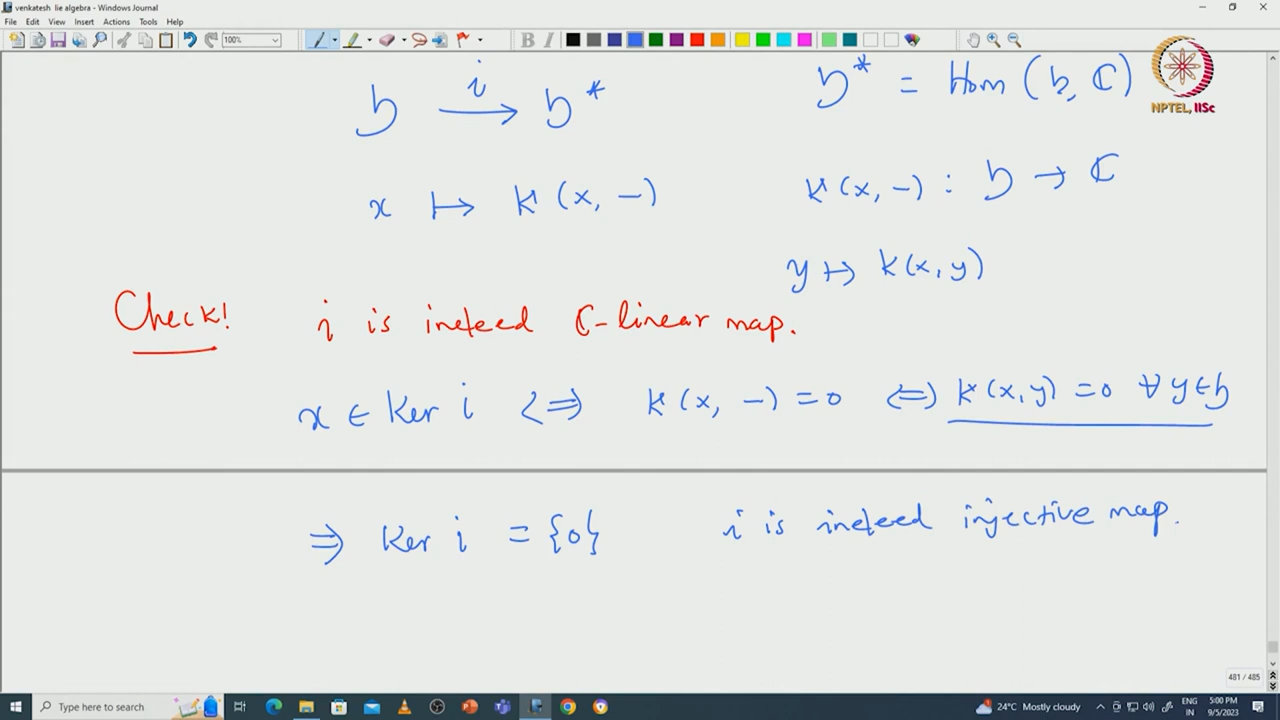 venkatesh lie algebra - Windows Journal
File Edit View Insert Actions Tools Help
100%
𝔥 —i→ 𝔥* 𝔥* = Hom (𝔥, ℂ)
NPTEL, IISc
x ↦ κ(x, −) κ(x, −) : 𝔥 → ℂ
y ↦ κ(x, y)
Check! i is indeed ℂ-linear map.
x ∈ Ker i ⟺ κ(x, −) = 0 ⟺ κ(x, y) = 0 ∀ y ∈ 𝔥
⇒ Ker i = {0} i is indeed injective map.
481 / 485
Type here to search
24°C Mostly cloudy
ENG
IN
5:00 PM
9/5/2023